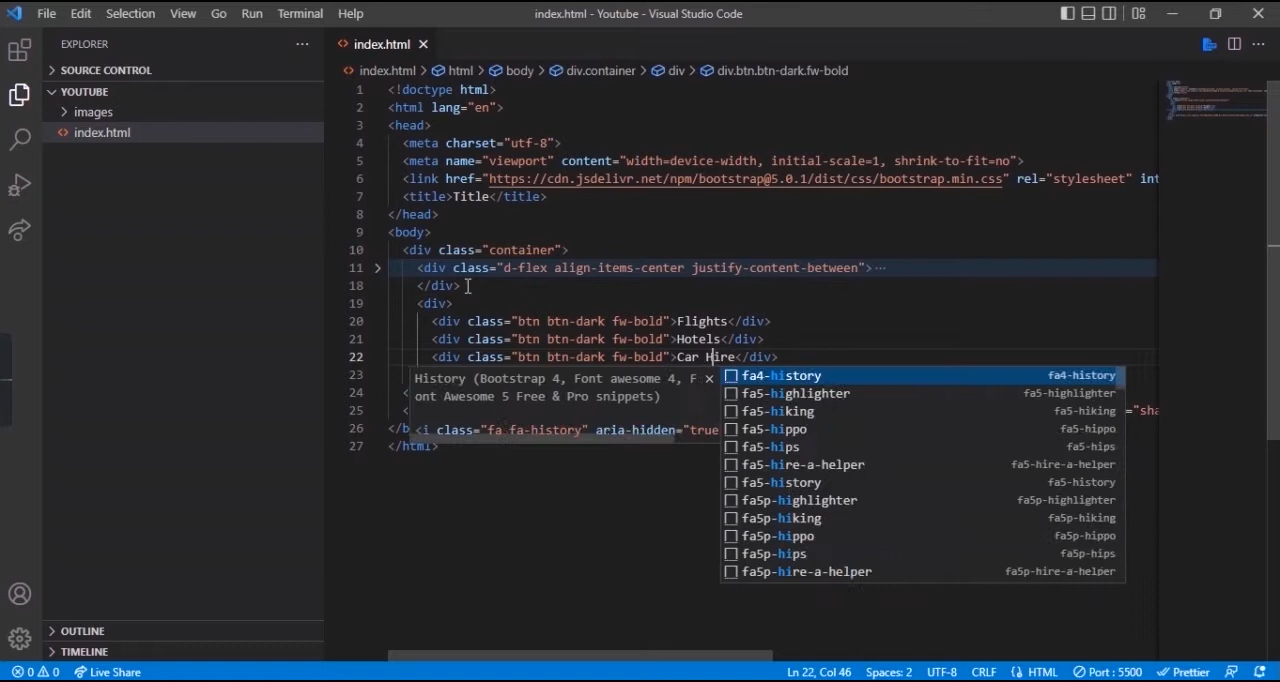 File Edit Selection View Go Run Terminal Help index.html - Youtube - Visual Studio Code
EXPLORER ···
SOURCE CONTROL
YOUTUBE
images
<> index.html
<> index.html
<> index.html > html > body > div.container > div > div.btn.btn-dark.fw-bold
1 <!doctype html>
2 <html lang="en">
3 <head>
4 <meta charset="utf-8">
5 <meta name="viewport" content="width=device-width, initial-scale=1, shrink-to-fit=no">
6 <link href="https://cdn.jsdelivr.net/npm/bootstrap@5.0.1/dist/css/bootstrap.min.css" rel="stylesheet" int
7 <title>Title</title>
8 </head>
9 <body>
10 <div class="container">
11 <div class="d-flex align-items-center justify-content-between">···
18 </div>
19 <div>
20 <div class="btn btn-dark fw-bold">Flights</div>
21 <div class="btn btn-dark fw-bold">Hotels</div>
22 <div class="btn btn-dark fw-bold">Car Hire</div>
23
24 <
25 < ="sha
26 </b
27 </html>
History (Bootstrap 4, Font awesome 4, F
ont Awesome 5 Free & Pro snippets)
<i class="fa fa-history" aria-hidden="true
fa4-history fa4-history
fa5-highlighter fa5-highlighter
fa5-hiking fa5-hiking
fa5-hippo fa5-hippo
fa5-hips fa5-hips
fa5-hire-a-helper fa5-hire-a-helper
fa5-history fa5-history
fa5p-highlighter fa5p-highlighter
fa5p-hiking fa5p-hiking
fa5p-hippo fa5p-hippo
fa5p-hips fa5p-hips
fa5p-hire-a-helper fa5p-hire-a-helper
OUTLINE
TIMELINE
0 0 Live Share Ln 22, Col 46 Spaces: 2 UTF-8 CRLF HTML Port : 5500 Prettier